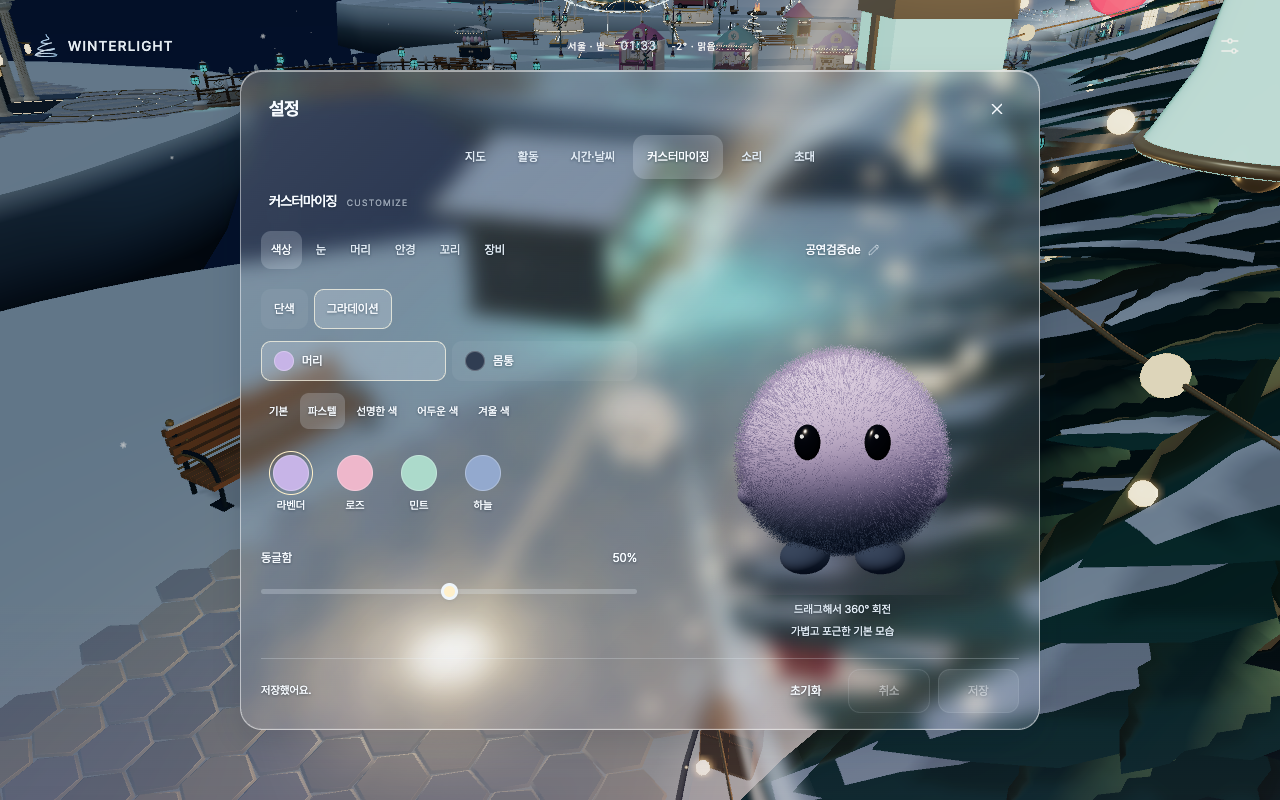 WINTERLIGHT
서울 · 밤 01:33 -2° · 맑음
설정
지도 활동 시간·날씨 커스터마이징 소리 초대
커스터마이징 CUSTOMIZE
색상 눈 머리 안경 꼬리 장비
공연검증de
단색 그라데이션
머리 몸통
기본 파스텔 선명한 색 어두운 색 겨울 색
라벤더 로즈 민트 하늘
동글함 50%
드래그해서 360° 회전
가볍고 포근한 기본 모습
저장했어요. 초기화 취소 저장